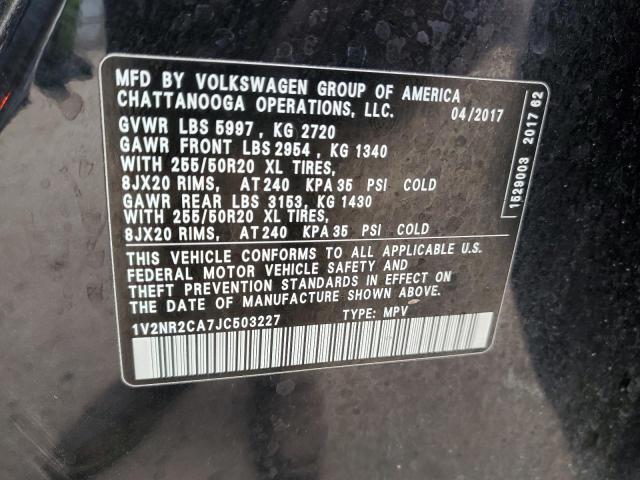 MFD BY VOLKSWAGEN GROUP OF AMERICA
CHATTANOOGA OPERATIONS, LLC. 04/2017
GVWR LBS 5997, KG 2720
GAWR FRONT LBS 2954, KG 1340
WITH 255/50R20 XL TIRES,
8JX20 RIMS, AT 240 KPA 35 PSI COLD
GAWR REAR LBS 3153, KG 1430
WITH 255/50R20 XL TIRES,
8JX20 RIMS, AT 240 KPA 35 PSI COLD
THIS VEHICLE CONFORMS TO ALL APPLICABLE U.S.
FEDERAL MOTOR VEHICLE SAFETY AND
THEFT PREVENTION STANDARDS IN EFFECT ON
THE DATE OF MANUFACTURE SHOWN ABOVE.
1V2NR2CA7JC503227 TYPE: MPV
1529003 2017 62